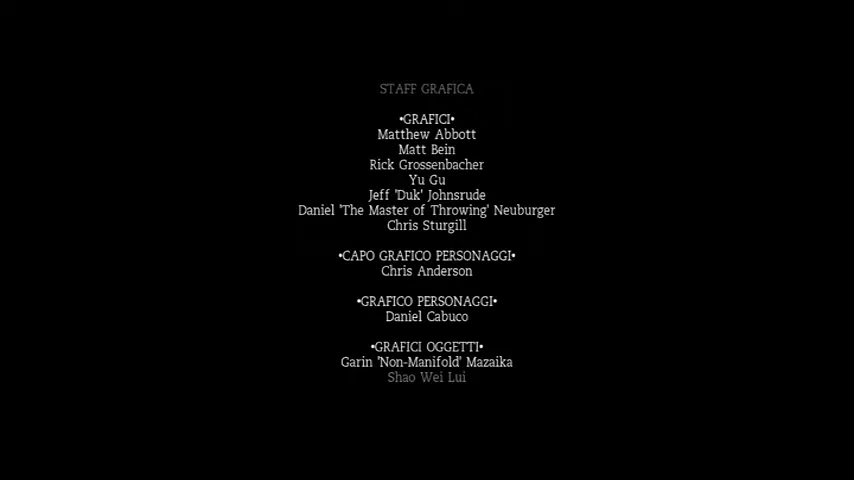 STAFF GRAFICA
•GRAFICI•
Matthew Abbott
Matt Bein
Rick Grossenbacher
Yu Gu
Jeff 'Duk' Johnsrude
Daniel 'The Master of Throwing' Neuburger
Chris Sturgill
•CAPO GRAFICO PERSONAGGI•
Chris Anderson
•GRAFICO PERSONAGGI•
Daniel Cabuco
•GRAFICI OGGETTI•
Garin 'Non-Manifold' Mazaika
Shao Wei Lui